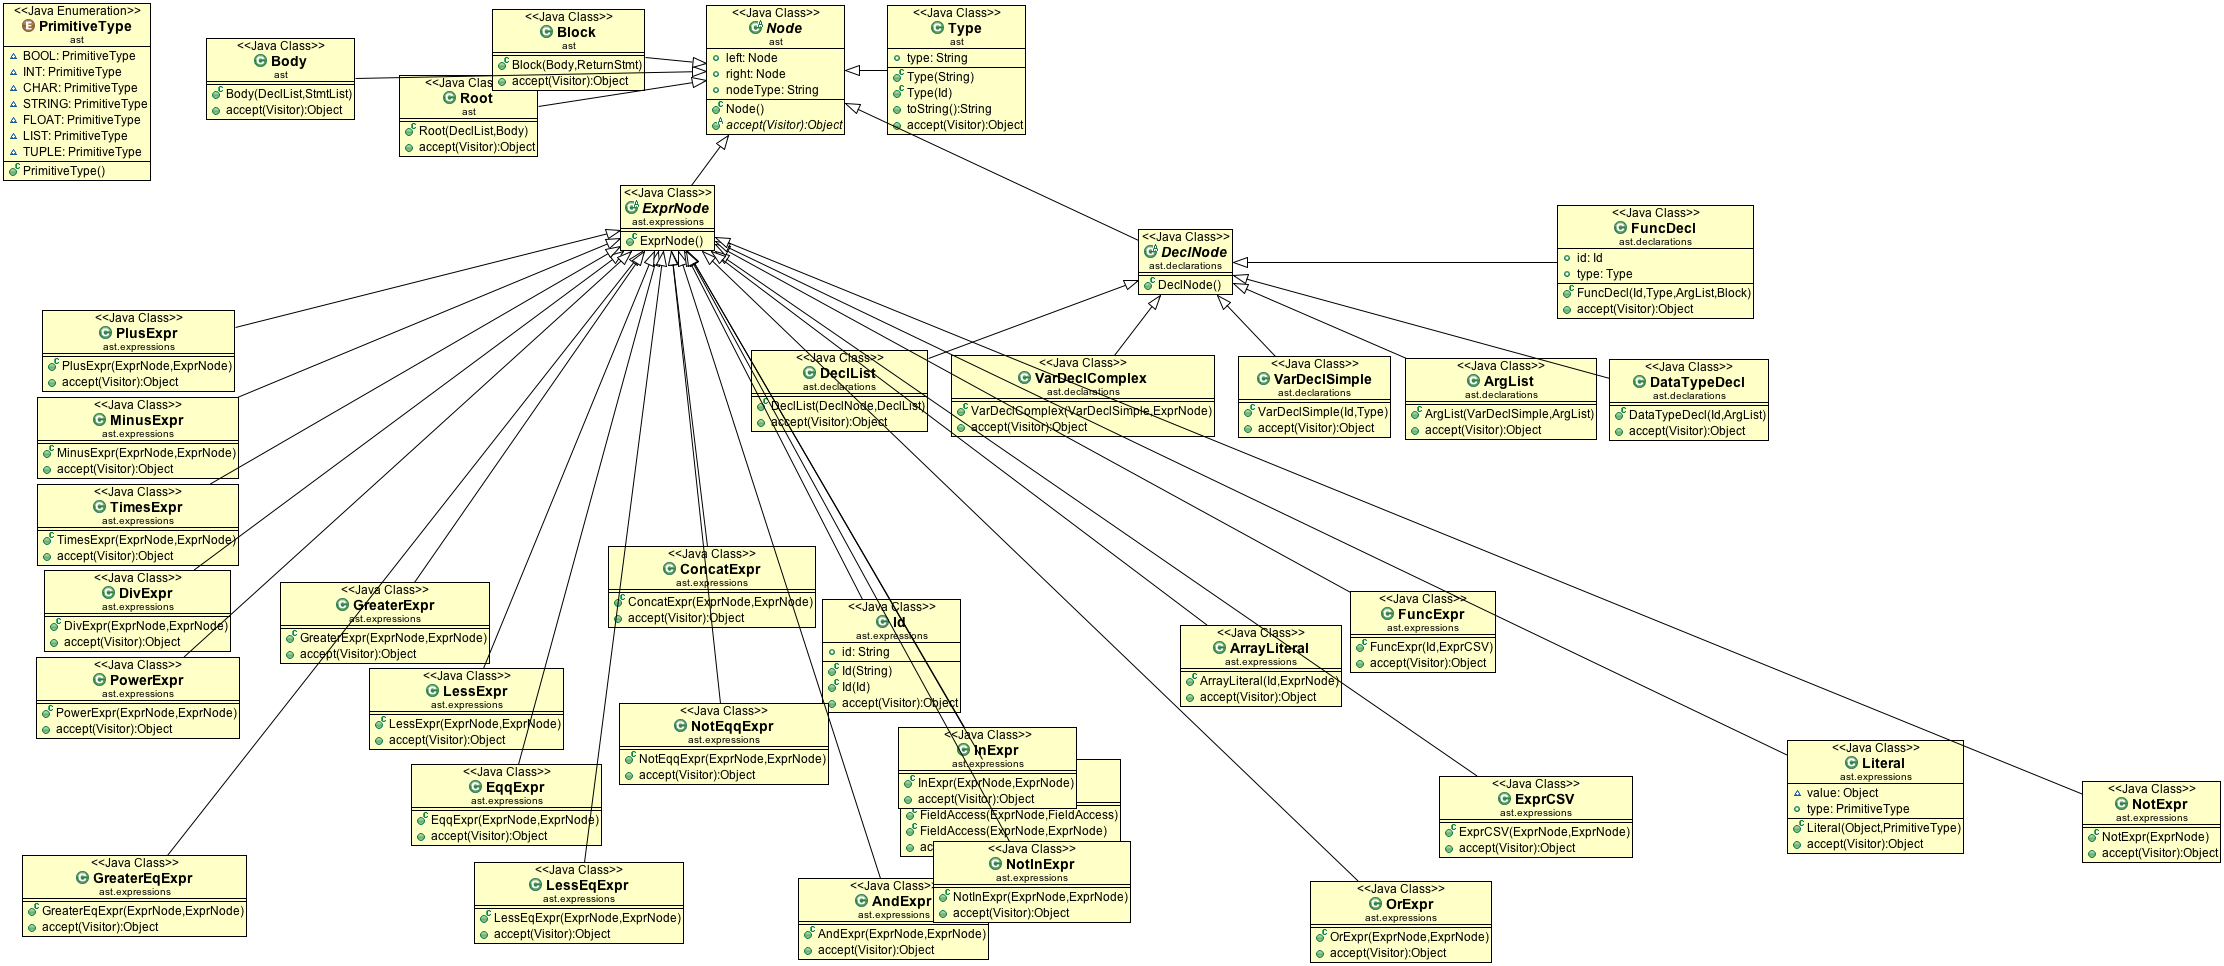 <<Java Enumeration>>
PrimitiveType
ast
BOOL: PrimitiveType
INT: PrimitiveType
CHAR: PrimitiveType
STRING: PrimitiveType
FLOAT: PrimitiveType
LIST: PrimitiveType
TUPLE: PrimitiveType
PrimitiveType()
<<Java Class>>
Body
ast
Body(DeclList,StmtList)
accept(Visitor):Object
<<Java Class>>
Block
ast
Block(Body,ReturnStmt)
accept(Visitor):Object
<<Java Clas
Root
ast
Root(DeclList,Body)
accept(Visitor):Object
<<Java Class>>
Node
ast
left: Node
right: Node
nodeType: String
Node()
accept(Visitor):Object
<<Java Class>>
Type
ast
type: String
Type(String)
Type(Id)
toString():String
accept(Visitor):Object
<<Java Class>>
ExprNode
ast.expressions
ExprNode()
<<Java Class>>
DeclNode
ast.declarations
DeclNode()
<<Java Class>>
FuncDecl
ast.declarations
id: Id
type: Type
FuncDecl(Id,Type,ArgList,Block)
accept(Visitor):Object
<<Java Class>>
PlusExpr
ast.expressions
PlusExpr(ExprNode,ExprNode)
accept(Visitor):Object
<<Java Class>>
DeclList
ast.declarations
DeclList(DeclNode,DeclList)
accept(Visitor):Object
<<Java Class>>
VarDeclComplex
ast.declarations
VarDeclComplex(VarDeclSimple,ExprNode)
accept(Visitor):Object
<<Java Class>>
VarDeclSimple
ast.declarations
VarDeclSimple(Id,Type)
accept(Visitor):Object
<<Java Class>>
ArgList
ast.declarations
ArgList(VarDeclSimple,ArgList)
accept(Visitor):Object
<<Java Class>>
DataTypeDecl
ast.declarations
DataTypeDecl(Id,ArgList)
accept(Visitor):Object
<<Java Class>>
MinusExpr
ast.expressions
MinusExpr(ExprNode,ExprNode)
accept(Visitor):Object
<<Java Class>>
TimesExpr
ast.expressions
TimesExpr(ExprNode,ExprNode)
accept(Visitor):Object
<<Java Class>>
DivExpr
ast.expressions
DivExpr(ExprNode,ExprNode)
accept(Visitor):Object
<<Java Class>>
PowerExpr
ast.expressions
PowerExpr(ExprNode,ExprNode)
accept(Visitor):Object
<<Java Class>>
GreaterExpr
ast.expressions
GreaterExpr(ExprNode,ExprNode)
accept(Visitor):Object
<<Java Class>>
ConcatExpr
ast.expressions
ConcatExpr(ExprNode,ExprNode)
accept(Visitor):Object
<<Java Class>>
Id
ast.expressions
id: String
Id(String)
Id(Id)
accept(Visitor):Object
<<Java Class>>
FuncExpr
ast.expressions
FuncExpr(Id,ExprCSV)
accept(Visitor):Object
<<Java Class>>
ArrayLiteral
ast.expressions
ArrayLiteral(Id,ExprNode)
accept(Visitor):Object
<<Java Class>>
LessExpr
ast.expressions
LessExpr(ExprNode,ExprNode)
accept(Visitor):Object
<<Java Class>>
NotEqqExpr
ast.expressions
NotEqqExpr(ExprNode,ExprNode)
accept(Visitor):Object
<<Java Class>>
InExpr
ast.expressions
InExpr(ExprNode,ExprNode)
accept(Visitor):Object
FieldAccess(ExprNode,FieldAccess)
FieldAccess(ExprNode,ExprNode)
ac
<<Java Class>>
EqqExpr
ast.expressions
EqqExpr(ExprNode,ExprNode)
accept(Visitor):Object
<<Java Class>>
ExprCSV
ast.expressions
ExprCSV(ExprNode,ExprNode)
accept(Visitor):Object
<<Java Class>>
Literal
ast.expressions
value: Object
type: PrimitiveType
Literal(Object,PrimitiveType)
accept(Visitor):Object
<<Java Class>>
NotExpr
ast.expressions
NotExpr(ExprNode)
accept(Visitor):Object
<<Java Class>>
GreaterEqExpr
ast.expressions
GreaterEqExpr(ExprNode,ExprNode)
accept(Visitor):Object
<<Java Class>>
LessEqExpr
ast.expressions
LessEqExpr(ExprNode,ExprNode)
accept(Visitor):Object
<<Java Class>>
NotInExpr
ast.expressions
NotInExpr(ExprNode,ExprNode)
accept(Visitor):Object
<<Java Clas
AndExpr
ast.expressions
AndExpr(ExprNode,ExprNode)
accept(Visitor):Object
<<Java Class>>
OrExpr
ast.expressions
OrExpr(ExprNode,ExprNode)
accept(Visitor):Object